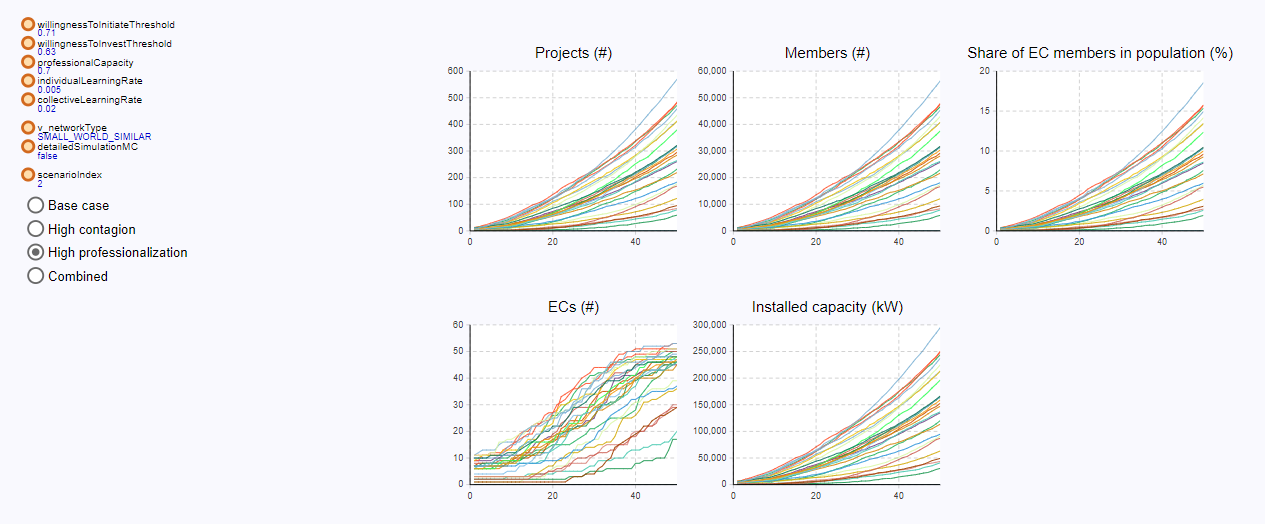 willingnessToInitiateThreshold
0.71
willingnessToInvestThreshold
0.63
professionalCapacity
0.7
individualLearningRate
0.005
collectiveLearningRate
0.02
v_networkType
SMALL_WORLD_SIMILAR
detailedSimulationMC
false
scenarioIndex
2
Base case
High contagion
High professionalization
Combined
Projects (#)
600
500
400
300
200
100
0
0 20 40
Members (#)
60,000
50,000
40,000
30,000
20,000
10,000
0
0 20 40
Share of EC members in population (%)
20
15
10
5
0
0 20 40
ECs (#)
60
50
40
30
20
10
0
0 20 40
Installed capacity (kW)
300,000
250,000
200,000
150,000
100,000
50,000
0
0 20 40